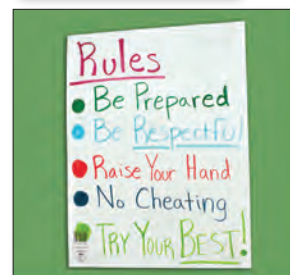 Rules
Be Prepared
Be Respectful
Raise Your Hand
No Cheating
TRY YOUR BEST!